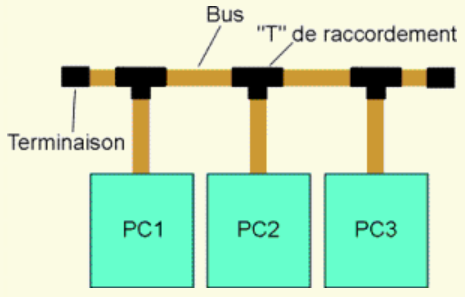 Bus
"T" de raccordement
Terminaison
PC1
PC2
PC3